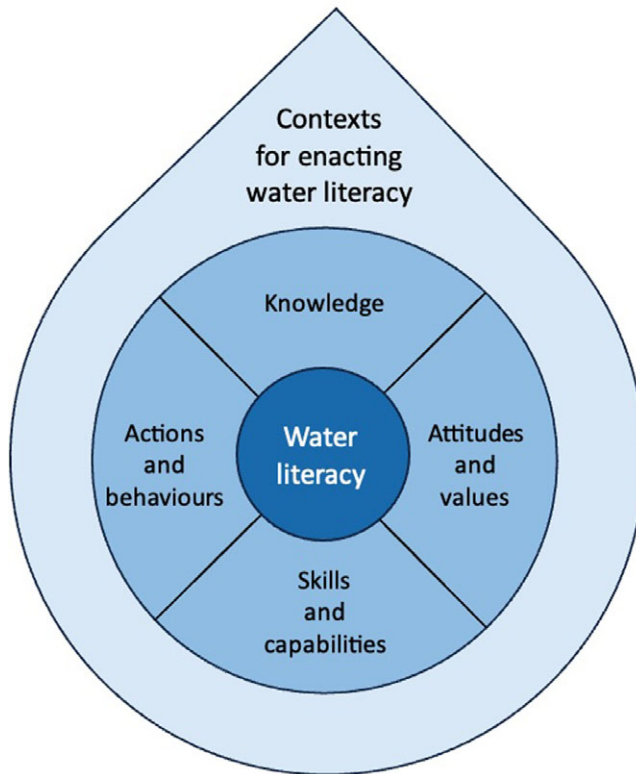 Contexts
for enacting
water literacy
Knowledge
Actions
and
behaviours
Water
literacy
Attitudes
and
values
Skills
and
capabilities